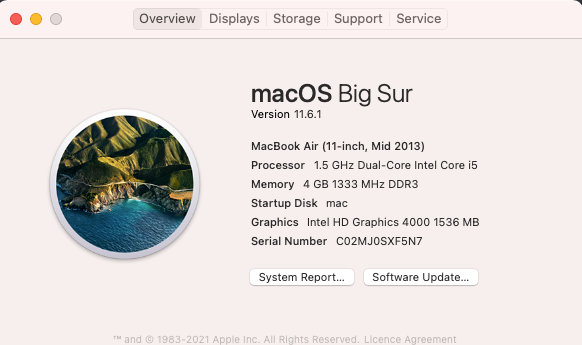 Overview Displays Storage Support Service
macOS Big Sur
Version 11.6.1
MacBook Air (11-inch, Mid 2013)
Processor 1.5 GHz Dual-Core Intel Core i5
Memory 4 GB 1333 MHz DDR3
Startup Disk mac
Graphics Intel HD Graphics 4000 1536 MB
Serial Number C02MJ0SXF5N7
System Report... Software Update...
™ and © 1983-2021 Apple Inc. All Rights Reserved. Licence Agreement